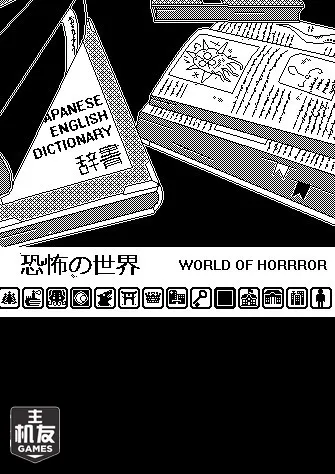 JAPANESE
ENGLISH
DICTIONARY
辞書
恐怖の世界
WORLD OF HORRROR
主
机友
GAMES